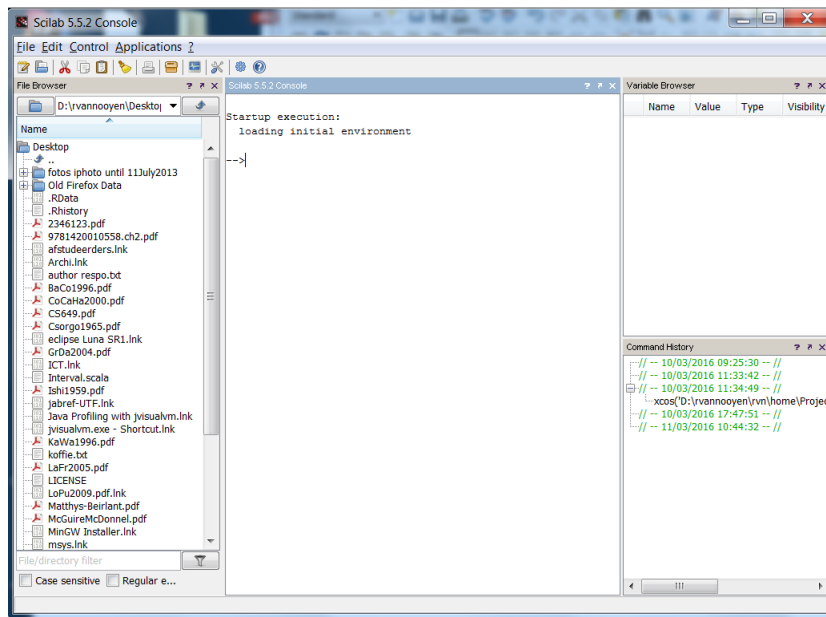 Scilab 5.5.2 Console
File Edit Control Applications ?
File Browser ? X
D:\rvannooyen\Desktop
Name
Desktop
..
fotos iphoto until 11July2013
Old Firefox Data
.RData
.Rhistory
2346123.pdf
9781420010558.ch2.pdf
afstudeerders.lnk
Archi.lnk
author respo.txt
BaCo1996.pdf
CoCaHa2000.pdf
CS649.pdf
Csorgo1965.pdf
eclipse Luna SR1.lnk
GrDa2004.pdf
ICT.lnk
Interval.scala
Ishi1959.pdf
jabref-UTF.lnk
Java Profiling with jvisualvm.lnk
jvisualvm.exe - Shortcut.lnk
KaWa1996.pdf
koffie.txt
LaFr2005.pdf
LICENSE
LoPu2009.pdf.lnk
Matthys-Beirlant.pdf
McGuireMcDonnel.pdf
MinGW Installer.lnk
msys.lnk
File/directory filter
Case sensitive Regular e...
Scilab 5.5.2 Console ? X
Startup execution:
loading initial environment
-->
Variable Browser ? X
Name Value Type Visibility
Command History ? X
// -- 10/03/2016 09:25:30 -- //
// -- 10/03/2016 11:33:42 -- //
// -- 10/03/2016 11:34:49 -- //
xcos('D:\rvannooyen\rvn\home\Projec
// -- 10/03/2016 17:47:51 -- //
// -- 11/03/2016 10:44:32 -- //